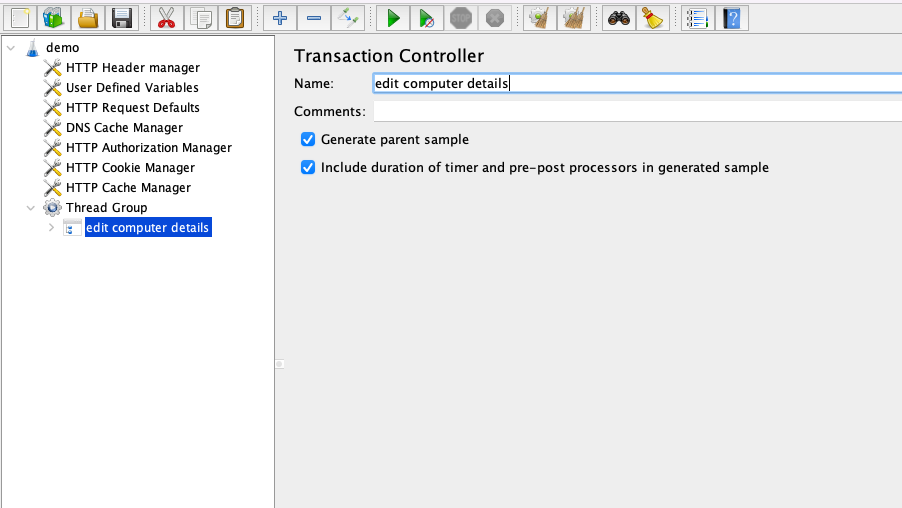 STOP
demo
HTTP Header manager
User Defined Variables
HTTP Request Defaults
DNS Cache Manager
HTTP Authorization Manager
HTTP Cookie Manager
HTTP Cache Manager
Thread Group
edit computer details
Transaction Controller
Name: edit computer details
Comments:
Generate parent sample
Include duration of timer and pre-post processors in generated sample